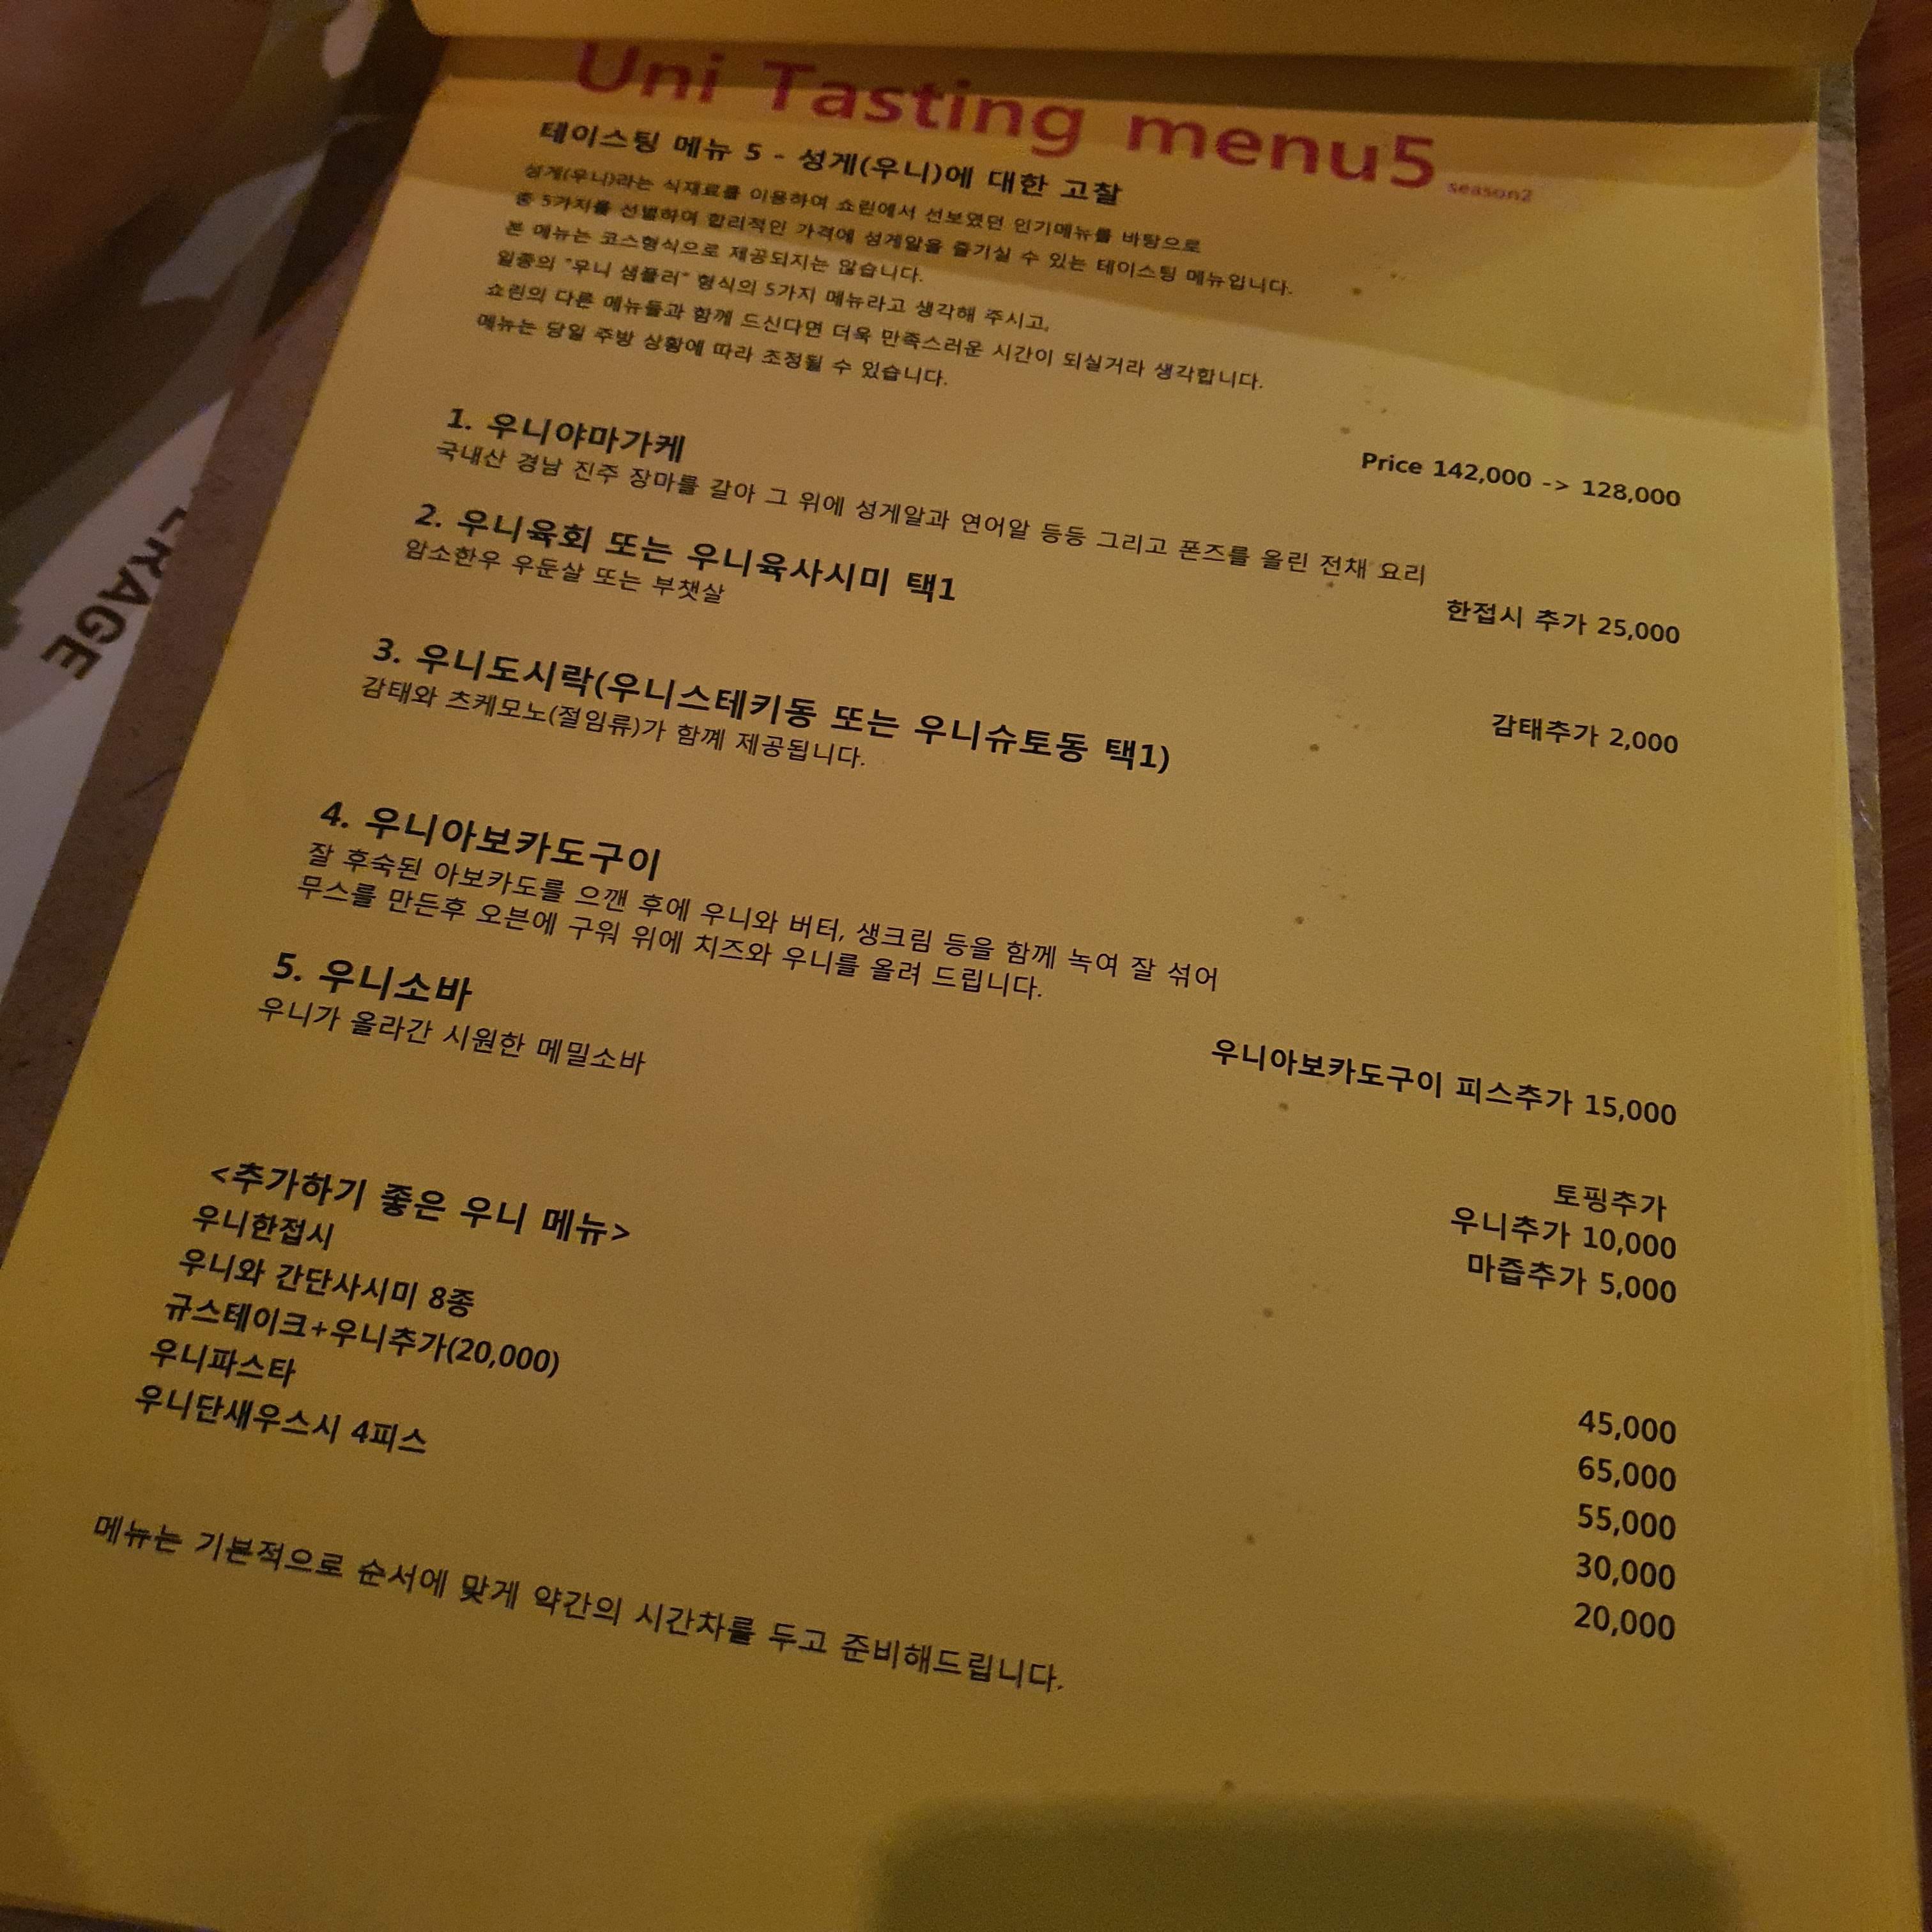 Uni Tasting menu5 season2
테이스팅 메뉴 5 - 성게(우니)에 대한 고찰
성게(우니)라는 식재료를 이용하여 쇼린에서 선보였던 인기메뉴를 바탕으로
총 5가지를 선별하여 합리적인 가격에 성게알을 즐기실 수 있는 테이스팅 메뉴입니다.
본 메뉴는 코스형식으로 제공되지는 않습니다.
일종의 "우니 샘플러" 형식의 5가지 메뉴라고 생각해 주시고,
쇼린의 다른 메뉴들과 함께 드신다면 더욱 만족스러운 시간이 되실거라 생각합니다.
메뉴는 당일 주방 상황에 따라 조정될 수 있습니다.
Price 142,000 -> 128,000
1. 우니야마가케
국내산 경남 진주 장마를 갈아 그 위에 성게알과 연어알 등등 그리고 폰즈를 올린 전채 요리
2. 우니육회 또는 우니육사시미 택1
한접시 추가 25,000
암소한우 우둔살 또는 부챗살
3. 우니도시락(우니스테키동 또는 우니슈토동 택1)
감태추가 2,000
감태와 츠케모노(절임류)가 함꼐 제공됩니다.
4. 우니아보카도구이
잘 후숙된 아보카도를 으깬 후에 우니와 버터, 생크림 등을 함께 녹여 잘 섞어
무스를 만든후 오븐에 구워 위에 치즈와 우니를 올려 드립니다.
우니아보카도구이 피스추가 15,000
5. 우니소바
우니가 올라간 시원한 메밀소바
토핑추가
우니추가 10,000
마즙추가 5,000
<추가하기 좋은 우니 메뉴>
우니한접시 45,000
우니와 간단사시미 8종 65,000
규스테이크+우니추가(20,000) 55,000
우니파스타 30,000
우니단새우스시 4피스 20,000
메뉴는 기본적으로 순서에 맞게 약간의 시간차를 두고 준비해드립니다.